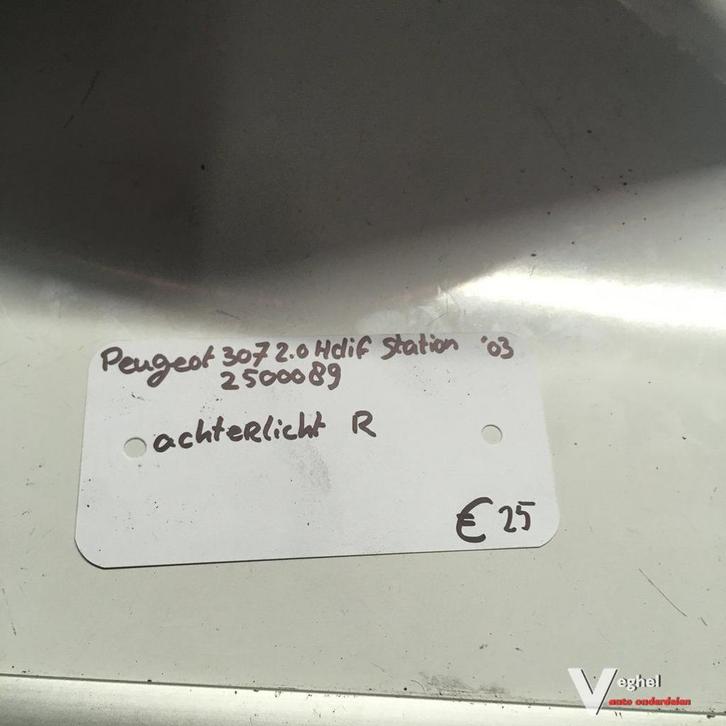 Peugeot 307 2.0 Hdif Station '03
2500089
achterlicht R
€ 25
Veghel
auto onderdelen